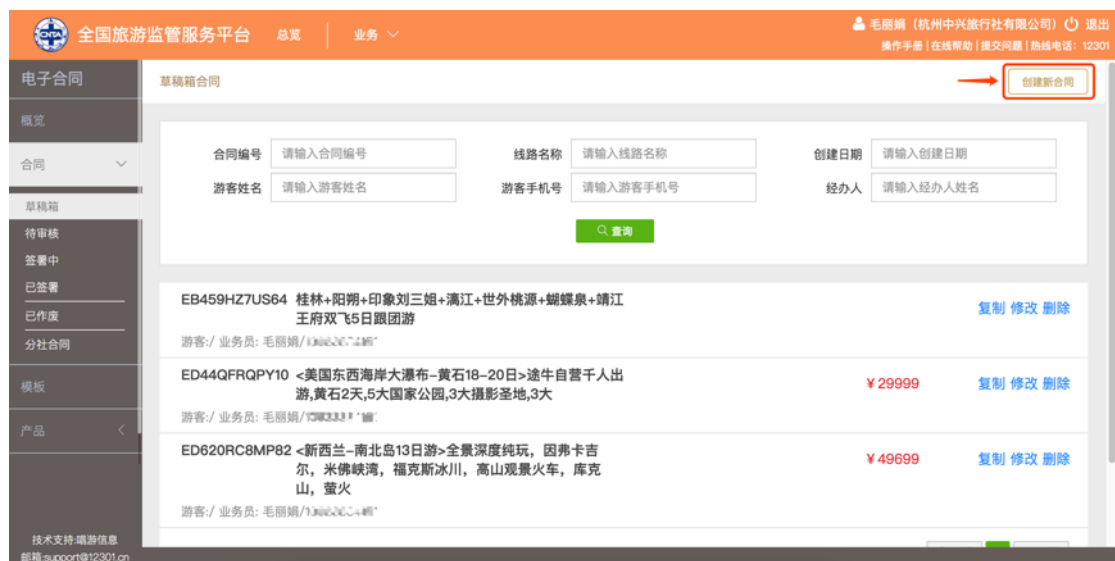 CNTA 全国旅游监管服务平台 总览 业务 毛丽娟（杭州中兴旅行社有限公司） 退出
操作手册|在线帮助|提交问题|热线电话：12301
电子合同
草稿箱合同 创建新合同
概览
合同编号 请输入合同编号 线路名称 请输入线路名称 创建日期 请输入创建日期
合同
游客姓名 请输入游客姓名 游客手机号 请输入游客手机号 经办人 请输入经办人姓名
草稿箱
待审核
查询
签署中
已签署
已作废
分社合同
模板
产品
EB459HZ7US64 桂林+阳朔+印象刘三姐+漓江+世外桃源+蝴蝶泉+靖江
王府双飞5日跟团游
复制 修改 删除
游客:/ 业务员: 毛丽娟/
ED44QFRQPY10 <美国东西海岸大瀑布-黄石18-20日>途牛自营千人出
游,黄石2天,5大国家公园,3大摄影圣地,3大
¥29999 复制 修改 删除
游客:/ 业务员: 毛丽娟/
ED620RC8MP82 <新西兰-南北岛13日游>全景深度纯玩，因弗卡吉
尔，米佛峡湾，福克斯冰川，高山观景火车，库克
山，萤火
¥49699 复制 修改 删除
游客:/ 业务员: 毛丽娟/
技术支持:唱游信息
邮箱:support@12301.cn